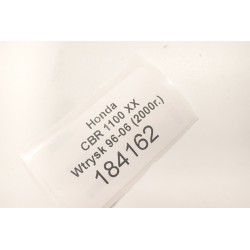 Honda
CBR 1100 XX
Wtrysk 96-06 (2000r.)
184162